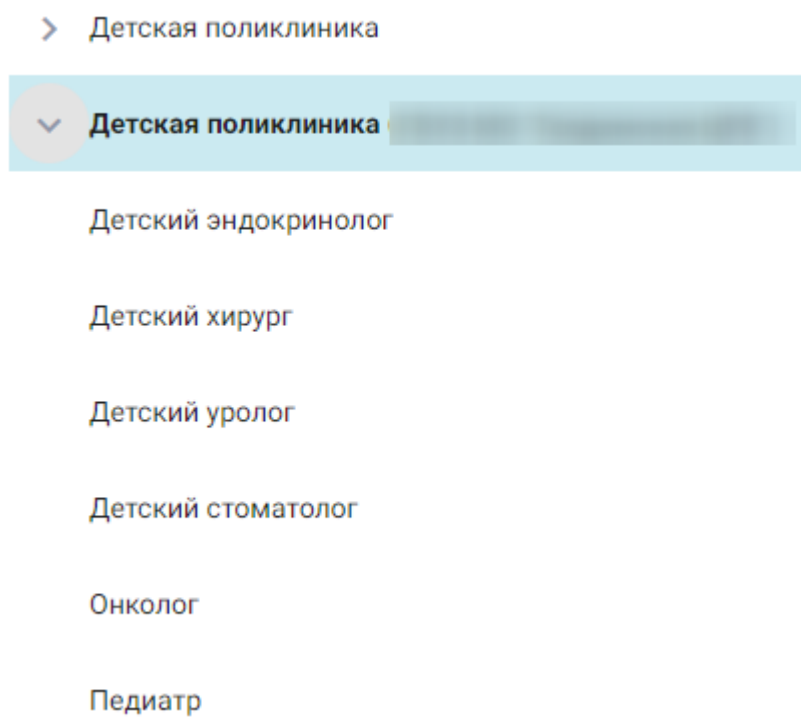 Детская поликлиника
Детская поликлиника
Детский эндокринолог
Детский хирург
Детский уролог
Детский стоматолог
Онколог
Педиатр